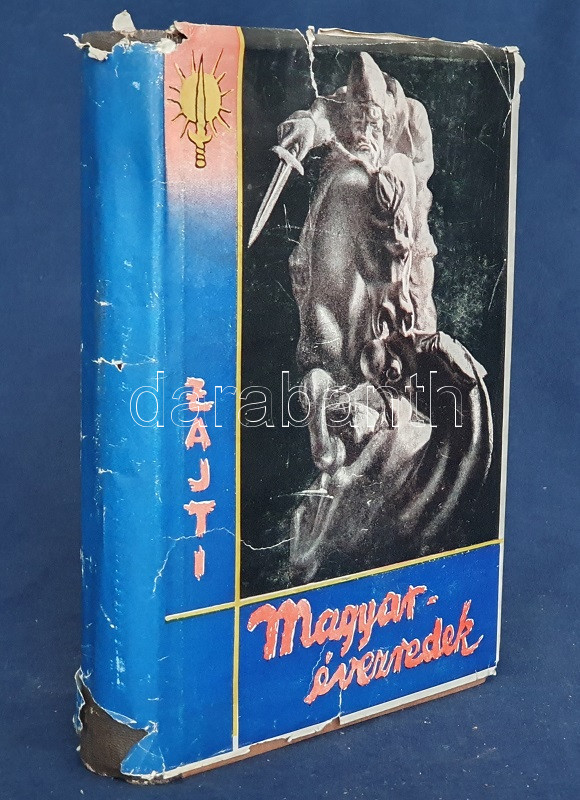 ZAJTI
Magyar-
évezredek
darabanth